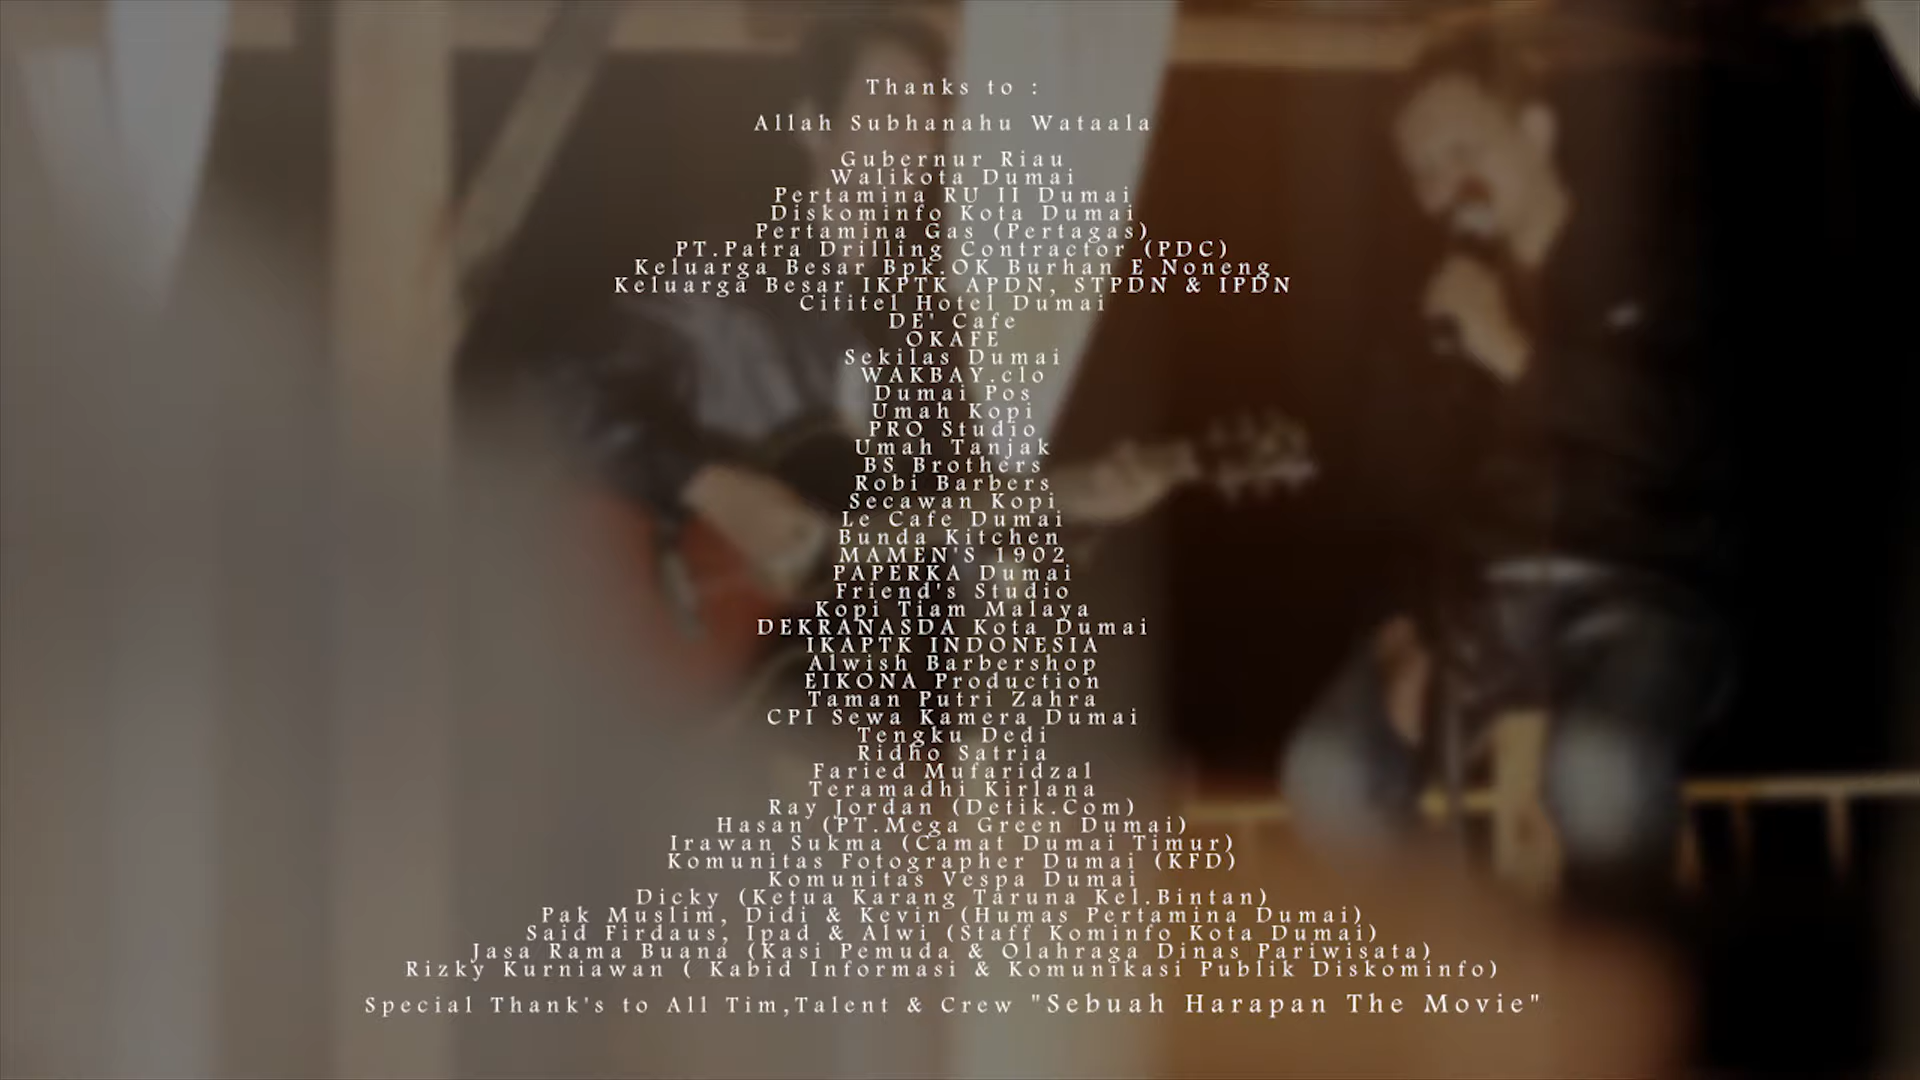 Thanks to :
Allah Subhanahu Wataala
Gubernur Riau
Walikota Dumai
Pertamina RU II Dumai
Diskominfo Kota Dumai
Pertamina Gas (Pertagas)
PT.Patra Drilling Contractor (PDC)
Keluarga Besar Bpk.OK Burhan E Noneng
Keluarga Besar IKPTK APDN, STPDN & IPDN
Cititel Hotel Dumai
DE' Cafe
OKAFE
Sekilas Dumai
WAKBAY.clo
Dumai Pos
Umah Kopi
PRO Studio
Umah Tanjak
BS Brothers
Robi Barbers
Secawan Kopi
Le Cafe Dumai
Bunda Kitchen
MAMEN'S 1902
PAPERKA Dumai
Friend's Studio
Kopi Tiam Malaya
DEKRANASDA Kota Dumai
IKAPTK INDONESIA
Alwish Barbershop
EIKONA Production
Taman Putri Zahra
CPI Sewa Kamera Dumai
Tengku Dedi
Ridho Satria
Faried Mufaridzal
Teramadhi Kirlana
Ray Jordan (Detik.Com)
Hasan (PT.Mega Green Dumai)
Irawan Sukma (Camat Dumai Timur)
Komunitas Fotographer Dumai (KFD)
Komunitas Vespa Dumai
Dicky (Ketua Karang Taruna Kel.Bintan)
Pak Muslim, Didi & Kevin (Humas Pertamina Dumai)
Said Firdaus, Ipad & Alwi (Staff Kominfo Kota Dumai)
Jasa Rama Buana (Kasi Pemuda & Olahraga Dinas Pariwisata)
Rizky Kurniawan ( Kabid Informasi & Komunikasi Publik Diskominfo)
Special Thank's to All Tim,Talent & Crew "Sebuah Harapan The Movie"